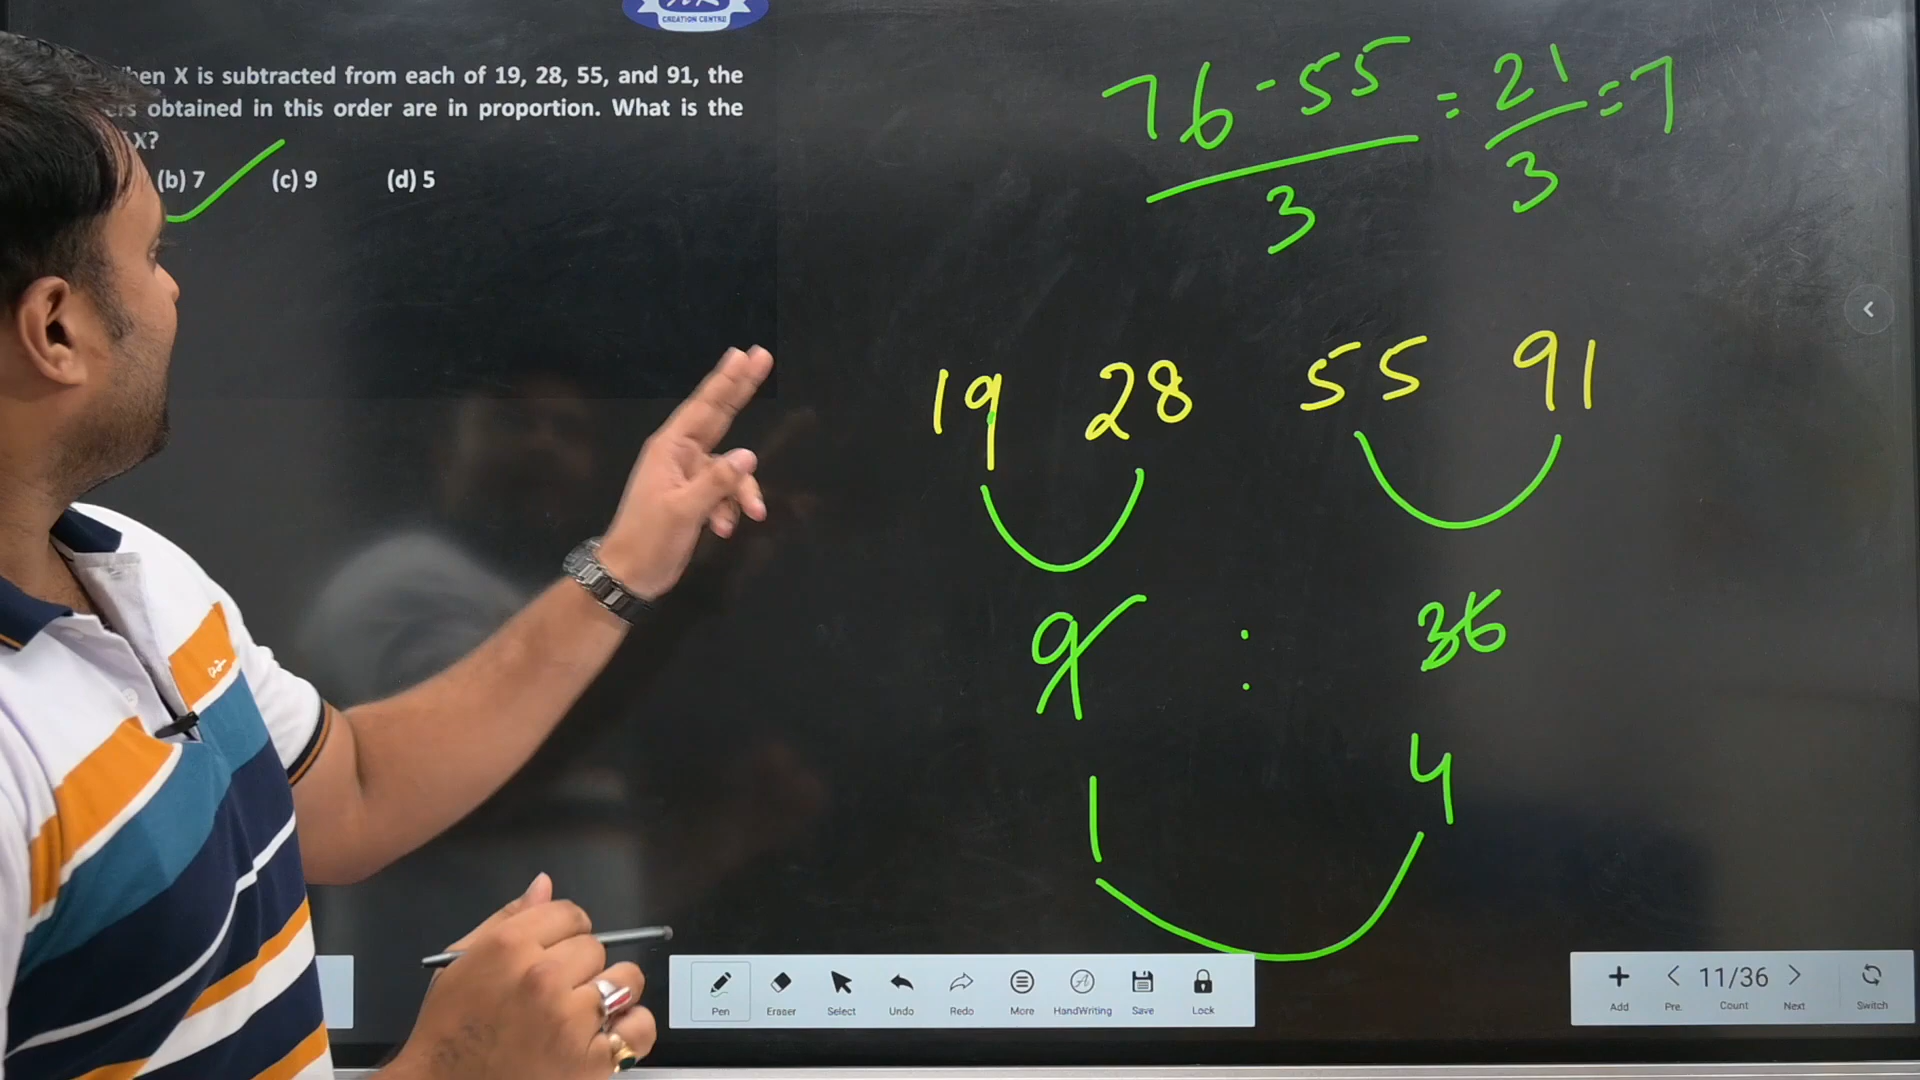 CREATION CENTRE
hen X is subtracted from each of 19, 28, 55, and 91, the
ers obtained in this order are in proportion. What is the
X?
(b) 7 (c) 9 (d) 5
76 - 55 / 3 = 21 / 3 = 7
19 28 55 91
9 : 36
1 4
Pen Eraser Select Undo Redo More HandWriting Save Lock
+ < 11/36 >
Add Pre. Count Next Switch